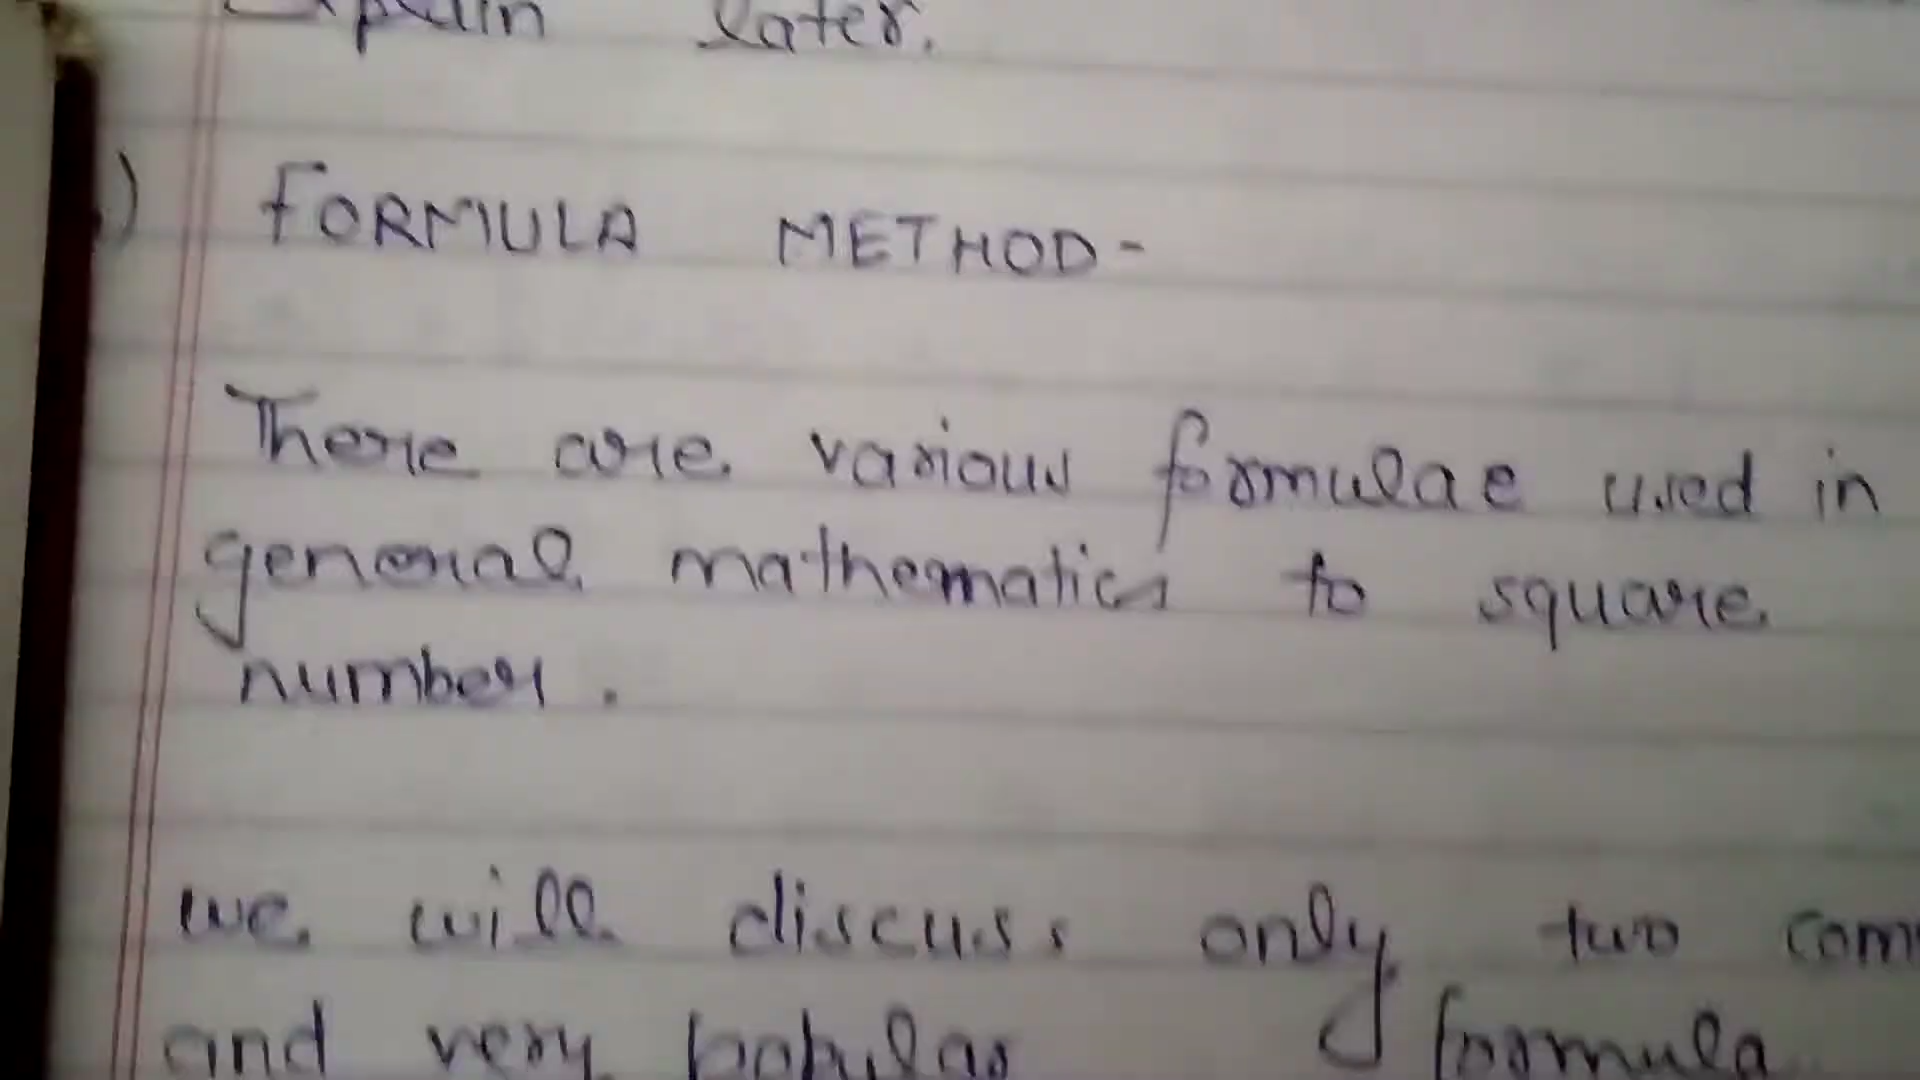 later.
) FORMULA METHOD-
There are various formulae used in
general mathematics to square
number.
we will discuss only two
and very popular formula